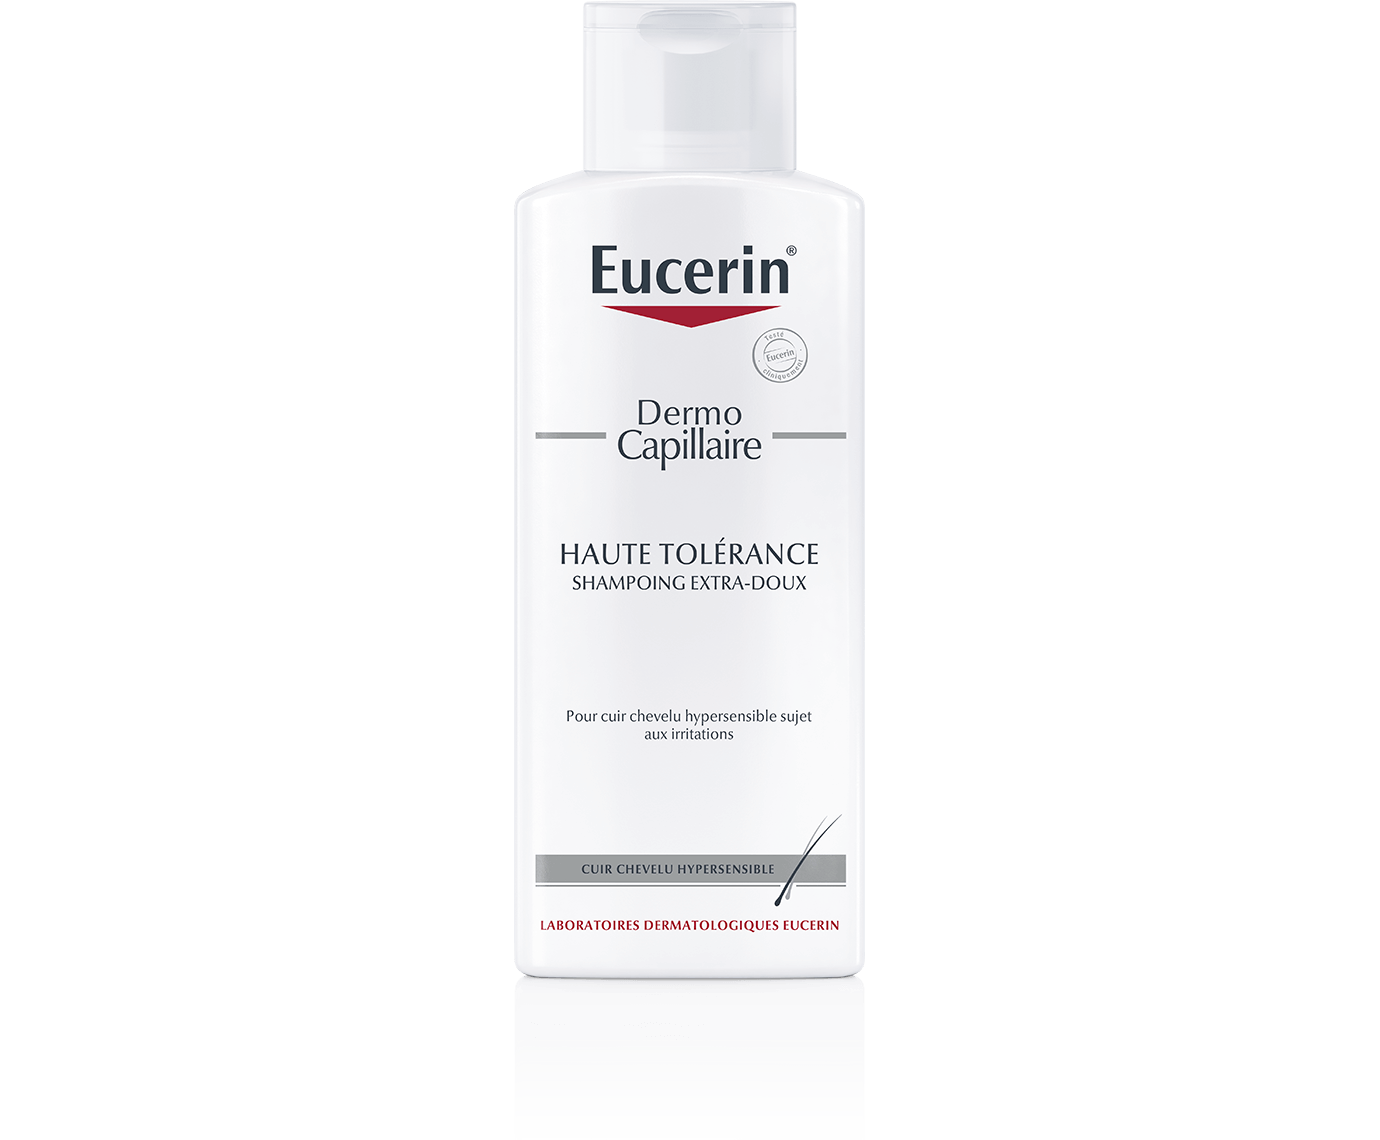 Eucerin®
Testé
Eucerin
cliniquement
Dermo
Capillaire
HAUTE TOLÉRANCE
SHAMPOING EXTRA-DOUX
Pour cuir chevelu hypersensible sujet
aux irritations
CUIR CHEVELU HYPERSENSIBLE
LABORATOIRES DERMATOLOGIQUES EUCERIN